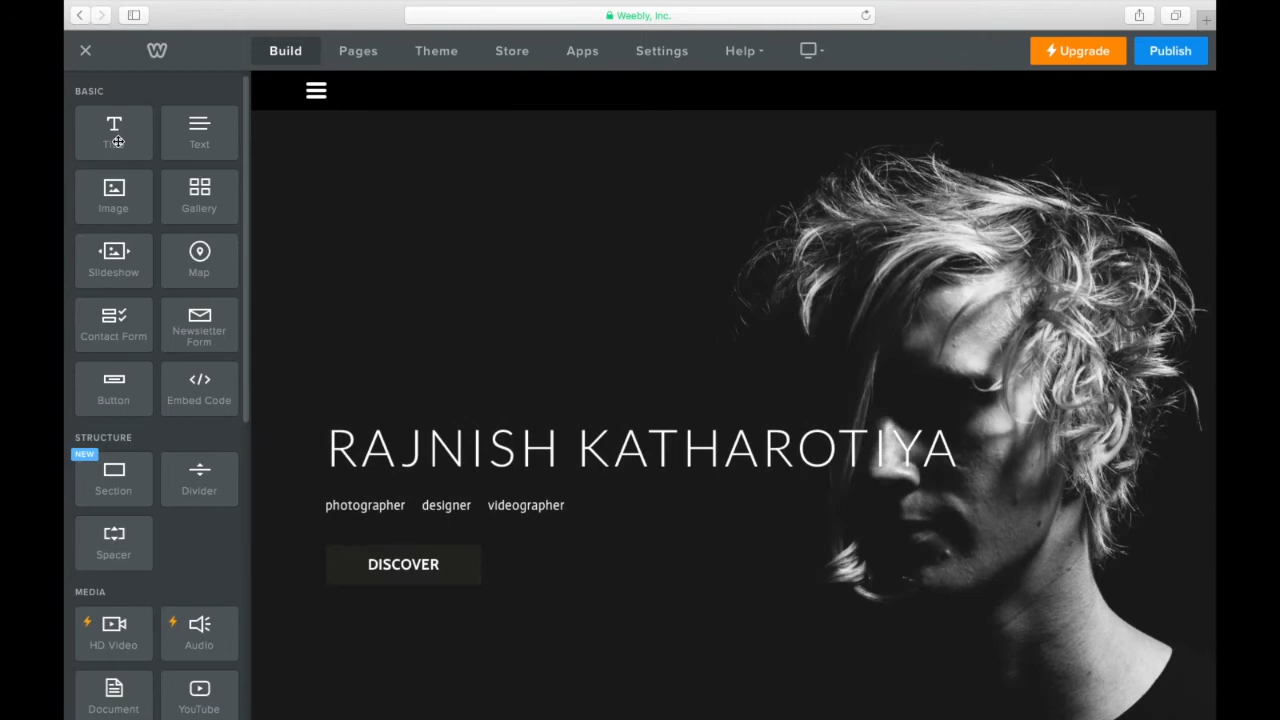 Weebly, Inc.
Build Pages Theme Store Apps Settings Help Upgrade Publish
BASIC
Title Text
Image Gallery
Slideshow Map
Contact Form Newsletter Form
Button Embed Code
STRUCTURE
NEW
Section Divider
Spacer
MEDIA
HD Video Audio
Document YouTube
RAJNISH KATHAROTIYA
photographer designer videographer
DISCOVER